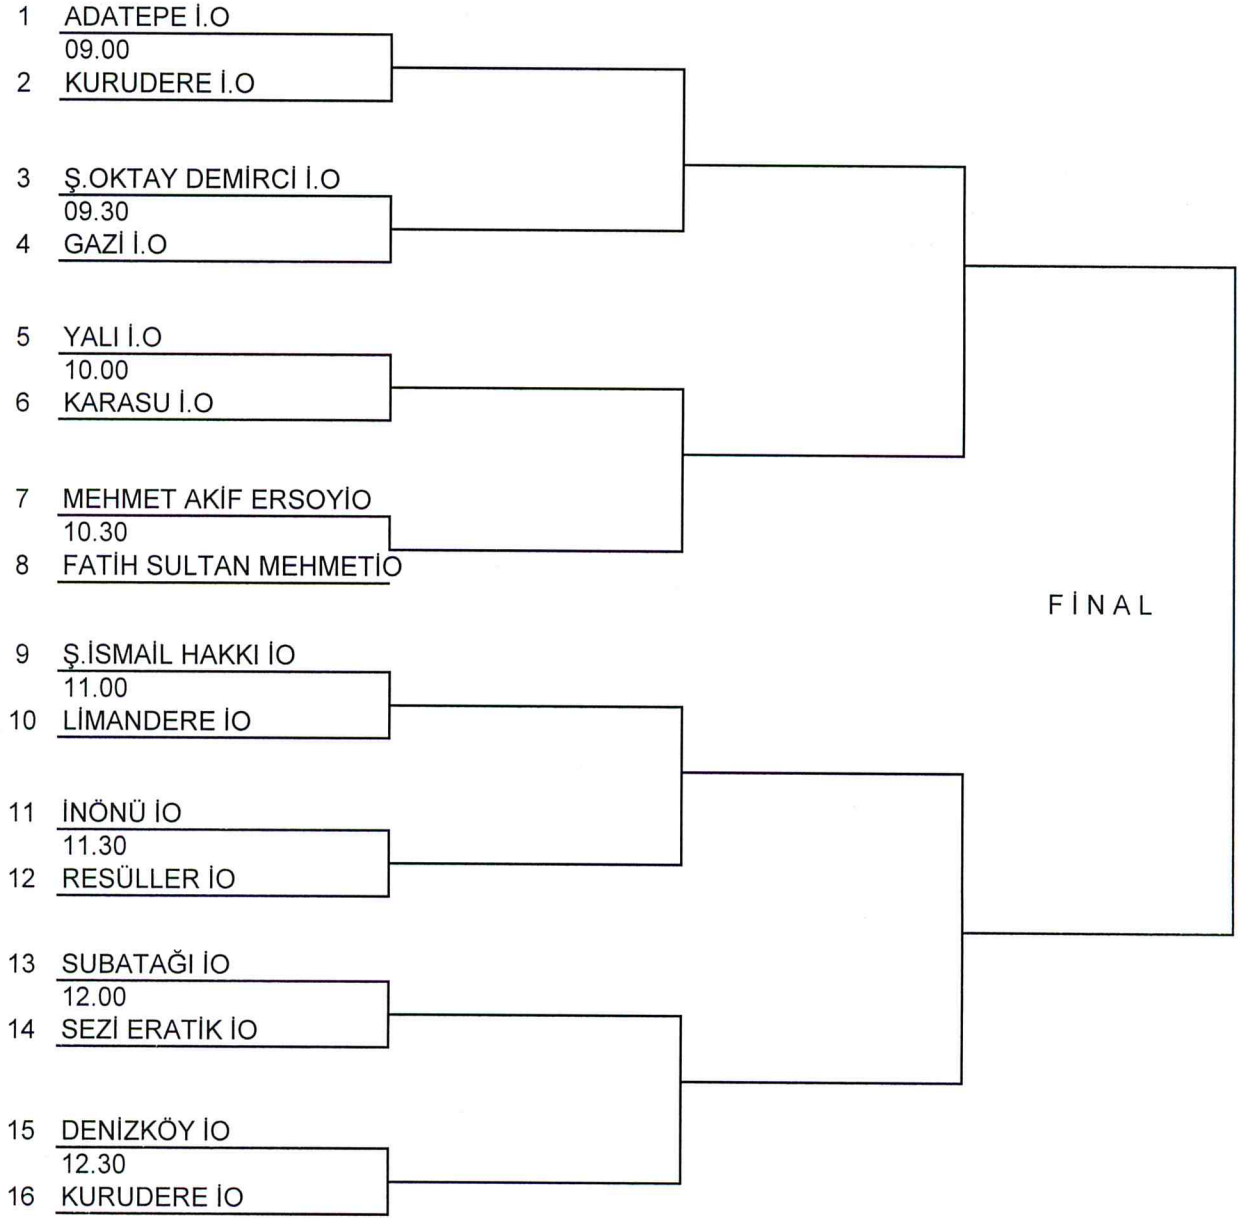 1 ADATEPE İ.O
09.00
2 KURUDERE İ.O
3 Ş.OKTAY DEMİRCİ İ.O
09.30
4 GAZİ İ.O
5 YALI İ.O
10.00
6 KARASU İ.O
7 MEHMET AKİF ERSOYİO
10.30
8 FATİH SULTAN MEHMETİO
FİNAL
9 Ş.İSMAİL HAKKI İO
11.00
10 LİMANDERE İO
11 İNÖNÜ İO
11.30
12 RESÜLLER İO
13 SUBATAĞI İO
12.00
14 SEZİ ERATİK İO
15 DENİZKÖY İO
12.30
16 KURUDERE İO